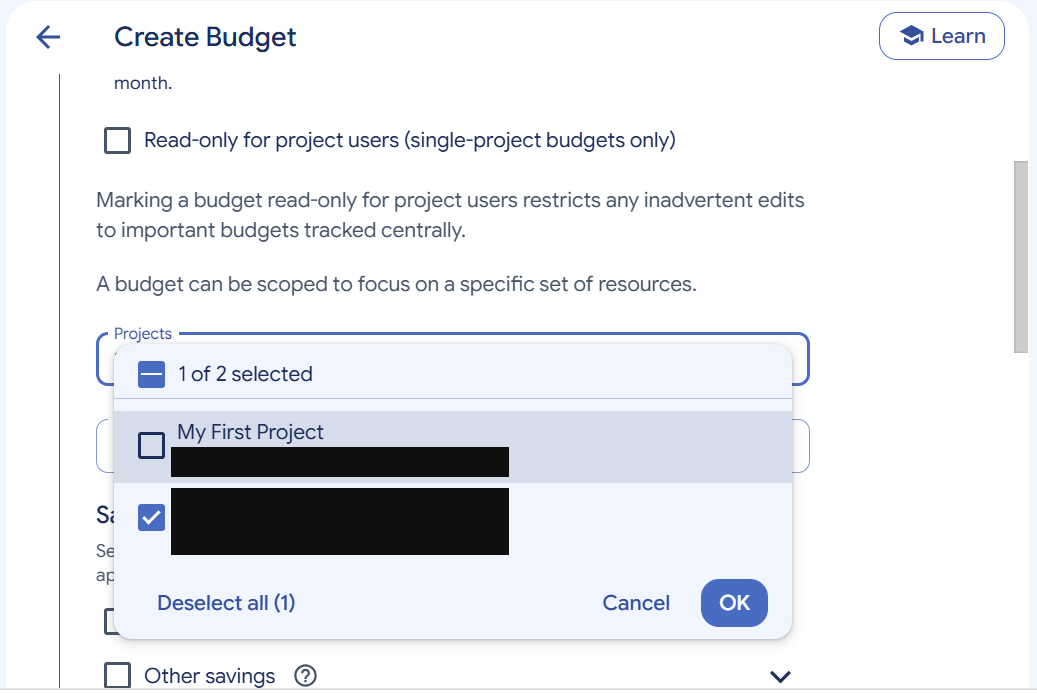 Create Budget
Learn
month.
Read-only for project users (single-project budgets only)
Marking a budget read-only for project users restricts any inadvertent edits
to important budgets tracked centrally.
A budget can be scoped to focus on a specific set of resources.
Projects
1 of 2 selected
My First Project
Deselect all (1)
Cancel
OK
Other savings